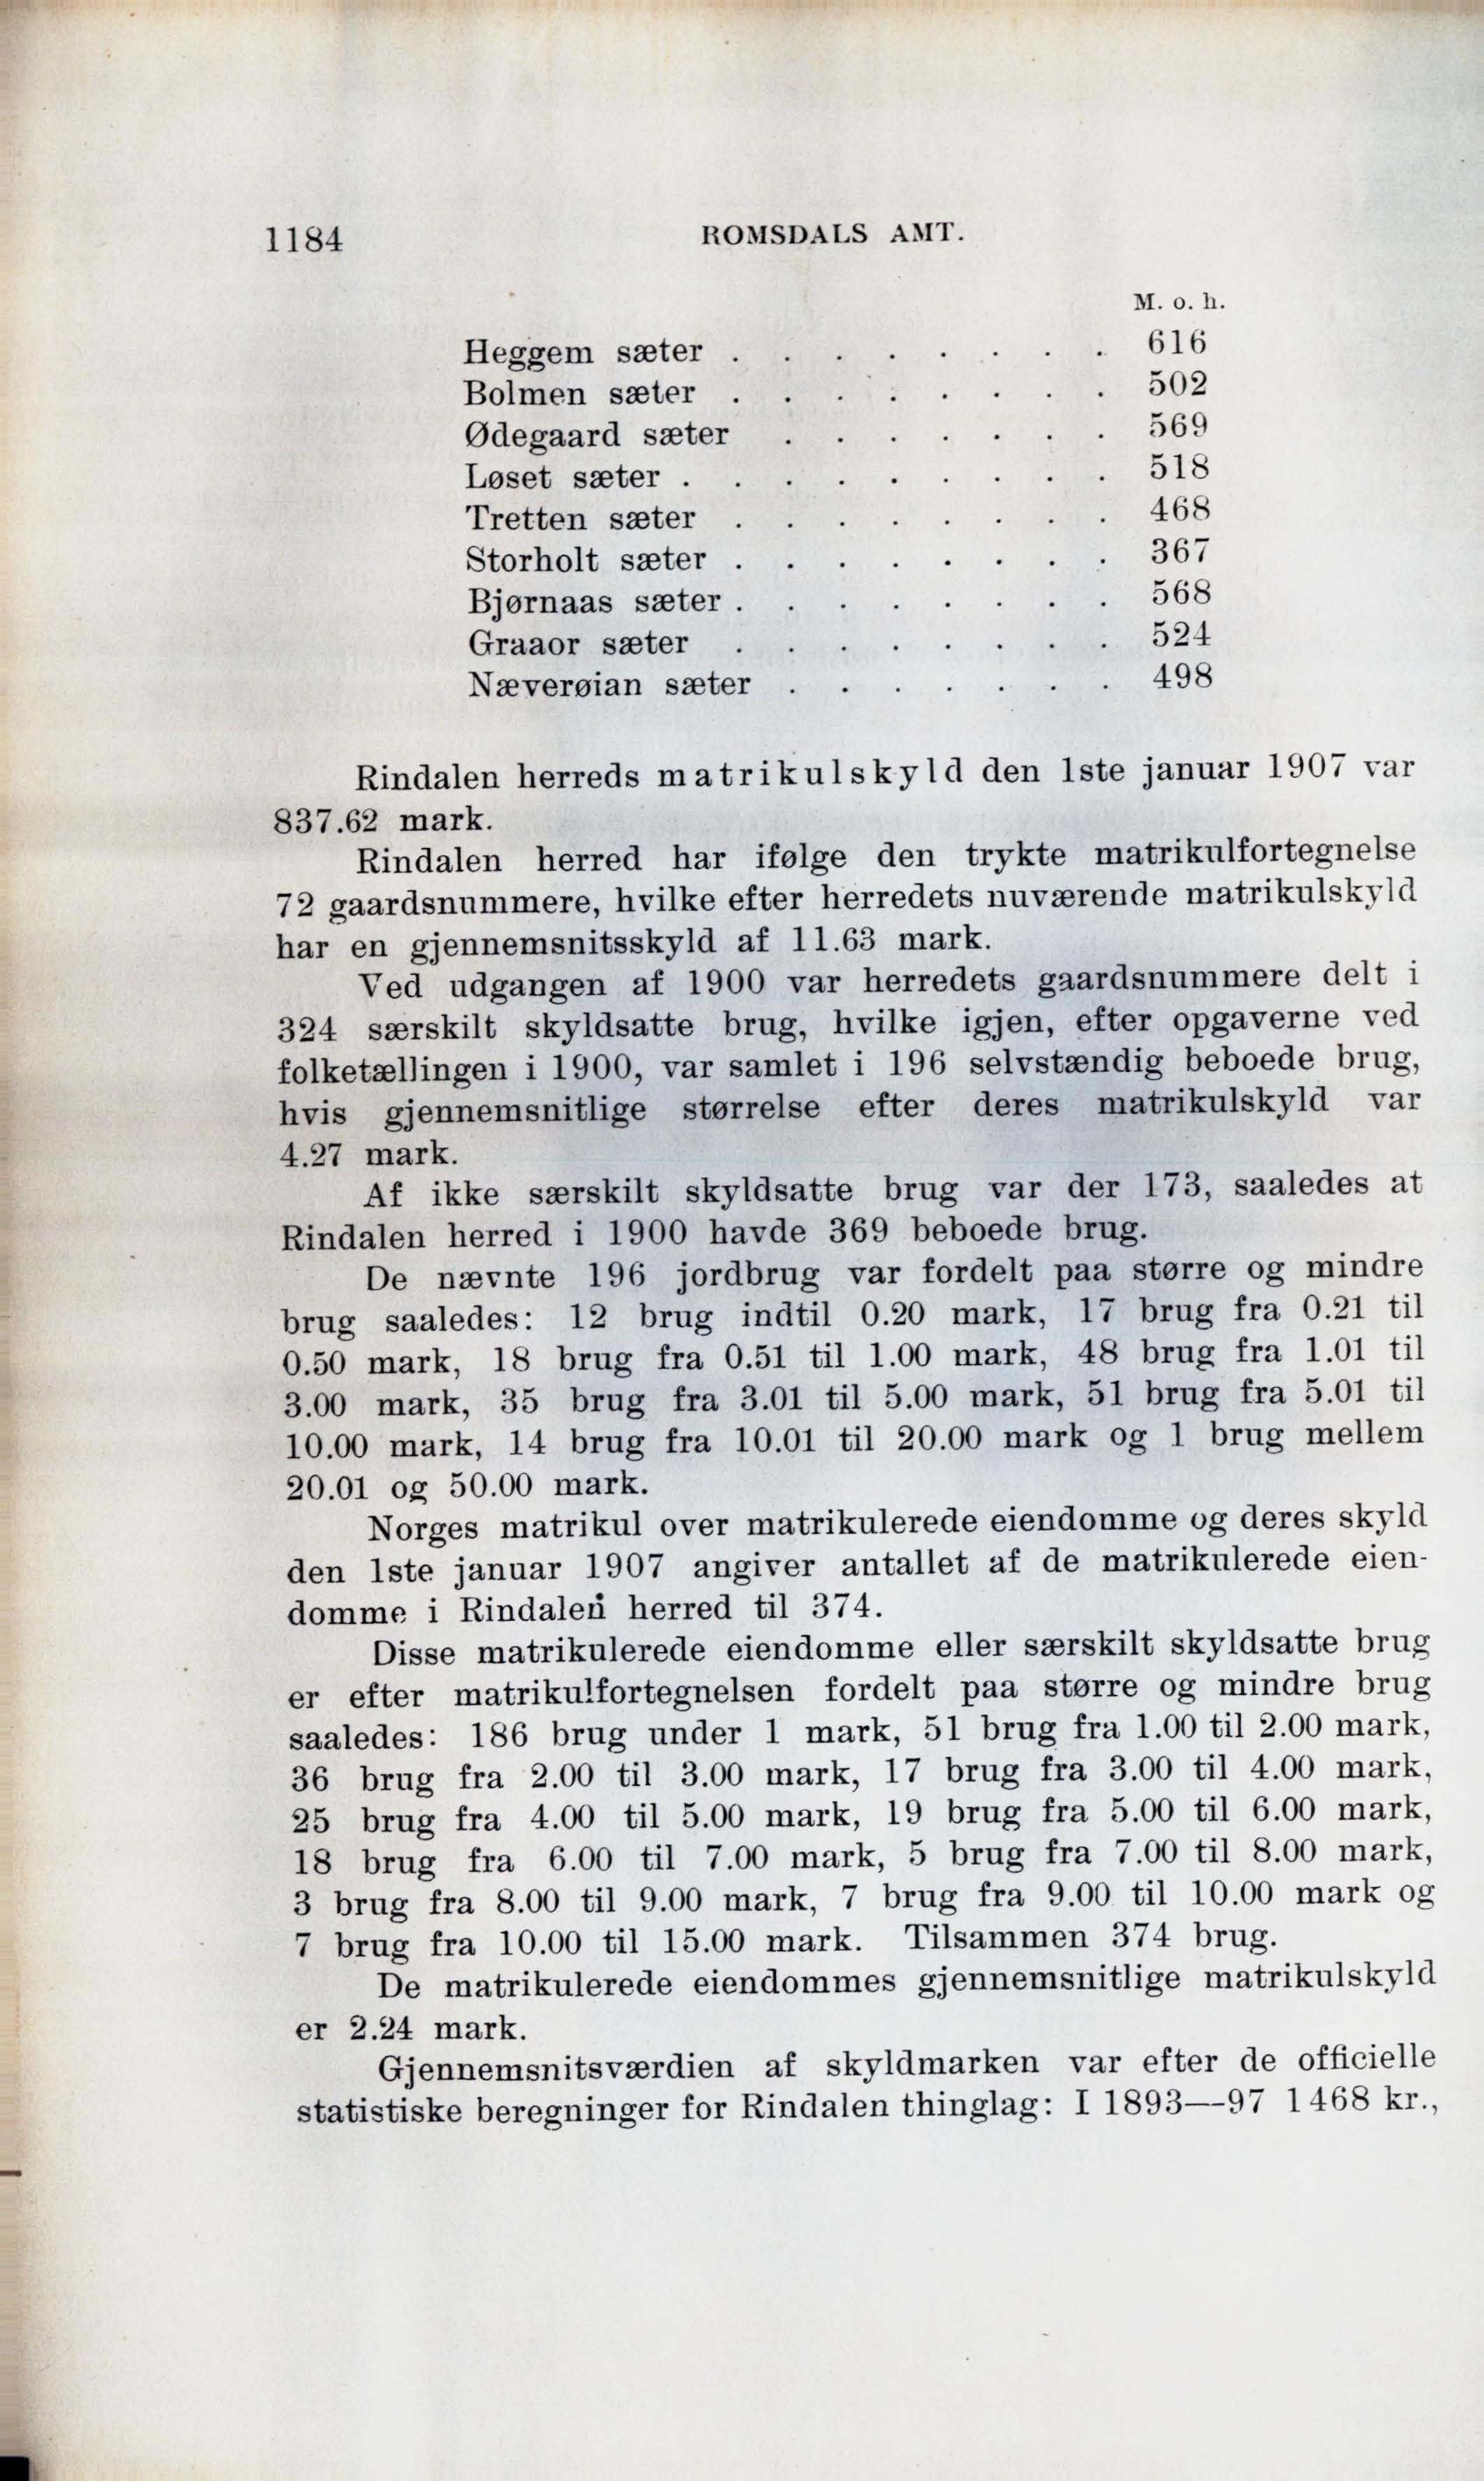 1184 ROMSDALS AMT.
M. o. h.
Heggem sæter . . . . . . . . 616
Bolmen sæter . . . . . . . . 502
Ødegaard sæter . . . . . . . 569
Løset sæter . . . . . . . . . 518
Tretten sæter . . . . . . . . 468
Storholt sæter . . . . . . . . 367
Bjørnaas sæter . . . . . . . . 568
Graaor sæter . . . . . . . . 524
Næverøian sæter . . . . . . . 498
Rindalen herreds matrikulskyld den 1ste januar 1907 var
837.62 mark.
Rindalen herred har ifølge den trykte matrikulfortegnelse
72 gaardsnummere, hvilke efter herredets nuværende matrikulskyld
har en gjennemsnitsskyld af 11.63 mark.
Ved udgangen af 1900 var herredets gaardsnummere delt i
324 særskilt skyldsatte brug, hvilke igjen, efter opgaverne ved
folketællingen i 1900, var samlet i 196 selvstændig beboede brug,
hvis gjennemsnitlige størrelse efter deres matrikulskyld var
4.27 mark.
Af ikke særskilt skyldsatte brug var der 173, saaledes at
Rindalen herred i 1900 havde 369 beboede brug.
De nævnte 196 jordbrug var fordelt paa større og mindre
brug saaledes: 12 brug indtil 0.20 mark, 17 brug fra 0.21 til
0.50 mark, 18 brug fra 0.51 til 1.00 mark, 48 brug fra 1.01 til
3.00 mark, 35 brug fra 3.01 til 5.00 mark, 51 brug fra 5.01 til
10.00 mark, 14 brug fra 10.01 til 20.00 mark og 1 brug mellem
20.01 og 50.00 mark.
Norges matrikul over matrikulerede eiendomme og deres skyld
den 1ste januar 1907 angiver antallet af de matrikulerede eien-
domme i Rindalen herred til 374.
Disse matrikulerede eiendomme eller særskilt skyldsatte brug
er efter matrikulfortegnelsen fordelt paa større og mindre brug
saaledes: 186 brug under 1 mark, 51 brug fra 1.00 til 2.00 mark,
36 brug fra 2.00 til 3.00 mark, 17 brug fra 3.00 til 4.00 mark,
25 brug fra 4.00 til 5.00 mark, 19 brug fra 5.00 til 6.00 mark,
18 brug fra 6.00 til 7.00 mark, 5 brug fra 7.00 til 8.00 mark,
3 brug fra 8.00 til 9.00 mark, 7 brug fra 9.00 til 10.00 mark og
7 brug fra 10.00 til 15.00 mark. Tilsammen 374 brug.
De matrikulerede eiendommes gjennemsnitlige matrikulskyld
er 2.24 mark.
Gjennemsnitsværdien af skyldmarken var efter de officielle
statistiske beregninger for Rindalen thinglag: I 1893—97 1468 kr.,